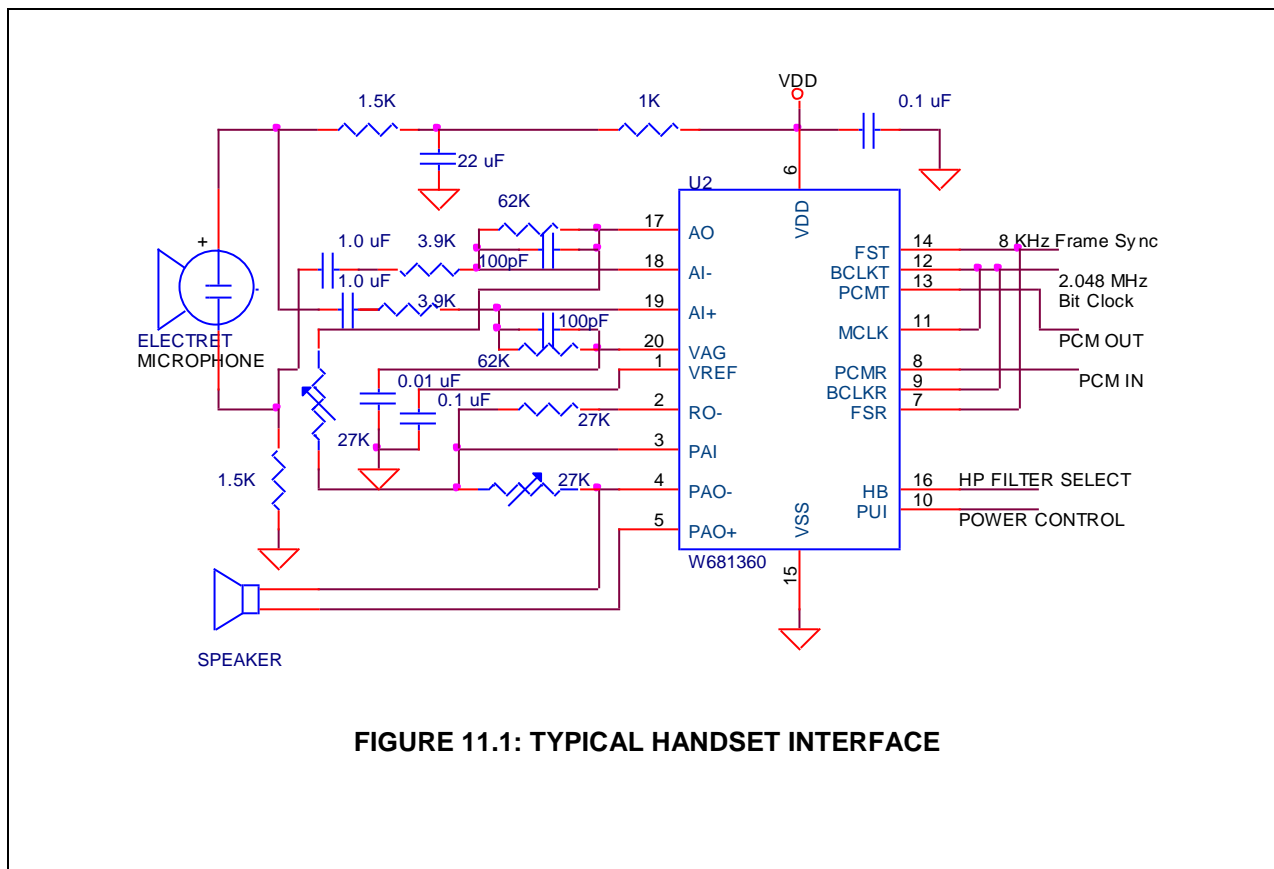 VDD
1.5K
1K
0.1 uF
22 uF
6
U2
62K
17
AO
VDD
FST
14
8 KHz Frame Sync
+
1.0 uF
3.9K
100pF
18
AI-
BCLKT
12
2.048 MHz
Bit Clock
PCMT
13
1.0 uF
3.9K
19
AI+
-
ELECTRET
MICROPHONE
100pF
MCLK
11
PCM OUT
20
VAG
62K
1
VREF
PCMR
8
PCM IN
0.01 uF
0.1 uF
BCLKR
9
2
RO-
FSR
7
27K
27K
3
PAI
1.5K
27K
4
PAO-
HB
16
HP FILTER SELECT
PUI
10
POWER CONTROL
5
PAO+
VSS
W681360
15
SPEAKER
FIGURE 11.1: TYPICAL HANDSET INTERFACE